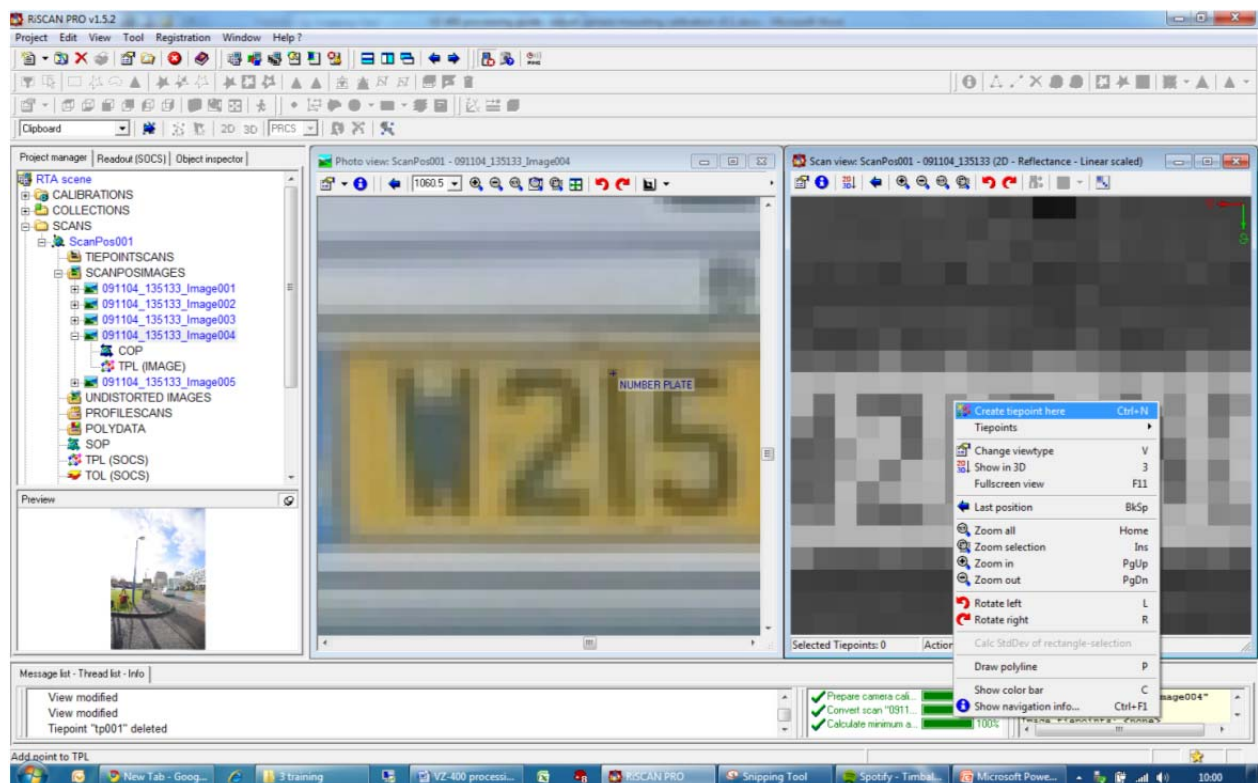 RiSCAN PRO v1.5.2
Project Edit View Tool Registration Window Help ?
Clipboard 2D 3D PRCS
Project manager Readout (SOCS) Object inspector
RTA scene
CALIBRATIONS
COLLECTIONS
SCANS
ScanPos001
TIEPOINTSCANS
SCANPOSIMAGES
091104_135133_Image001
091104_135133_Image002
091104_135133_Image003
091104_135133_Image004
COP
TPL (IMAGE)
091104_135133_Image005
UNDISTORTED IMAGES
PROFILESCANS
POLYDATA
SOP
TPL (SOCS)
TOL (SOCS)
Preview
Photo view: ScanPos001 - 091104_135133_Image004
1060.5
W215
NUMBER PLATE
Scan view: ScanPos001 - 091104_135133 (2D - Reflectance - Linear scaled)
Create tiepoint here Ctrl+N
Tiepoints
Change viewtype V
Show in 3D 3
Fullscreen view F11
Last position BkSp
Zoom all Home
Zoom selection Ins
Zoom in PgUp
Zoom out PgDn
Rotate left L
Rotate right R
Calc StdDev of rectangle-selection
Draw polyline P
Show color bar C
Show navigation info... Ctrl+F1
Selected Tiepoints: 0 Action
Message list - Thread list - Info
View modified
View modified
Tiepoint "tp001" deleted
Prepare camera cali...
Convert scan "0911...
Calculate minimum a... 100%
mage004"
Add point to TPL
New Tab - Goog... 3 training VZ-400 processi... RiSCAN PRO Snipping Tool Spotify - Timbal... Microsoft Powe... 10:00